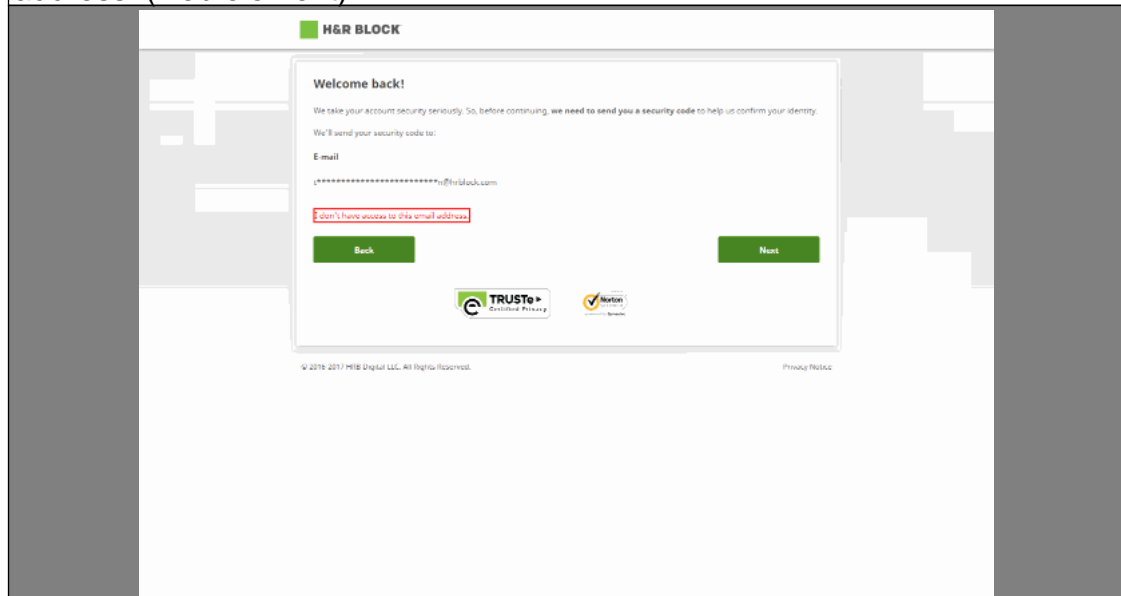 H&R BLOCK
Welcome back!
We take your account security seriously. So, before continuing, we need to send you a security code to help us confirm your identity.
We'll send your security code to:
E-mail
t*************************n@hrblock.com
I don't have access to this email address.
Back
Next
TRUSTe
Certified Privacy
Norton
© 2016-2017 HRB Digital LLC. All Rights Reserved.
Privacy Notice